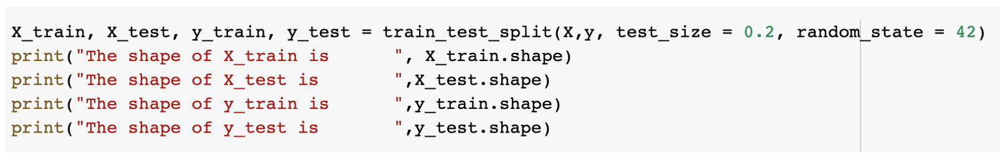 X_train, X_test, y_train, y_test = train_test_split(X,y, test_size = 0.2, random_state = 42)
print("The shape of X_train is      ", X_train.shape)
print("The shape of X_test is       ",X_test.shape)
print("The shape of y_train is      ",y_train.shape)
print("The shape of y_test is       ",y_test.shape)